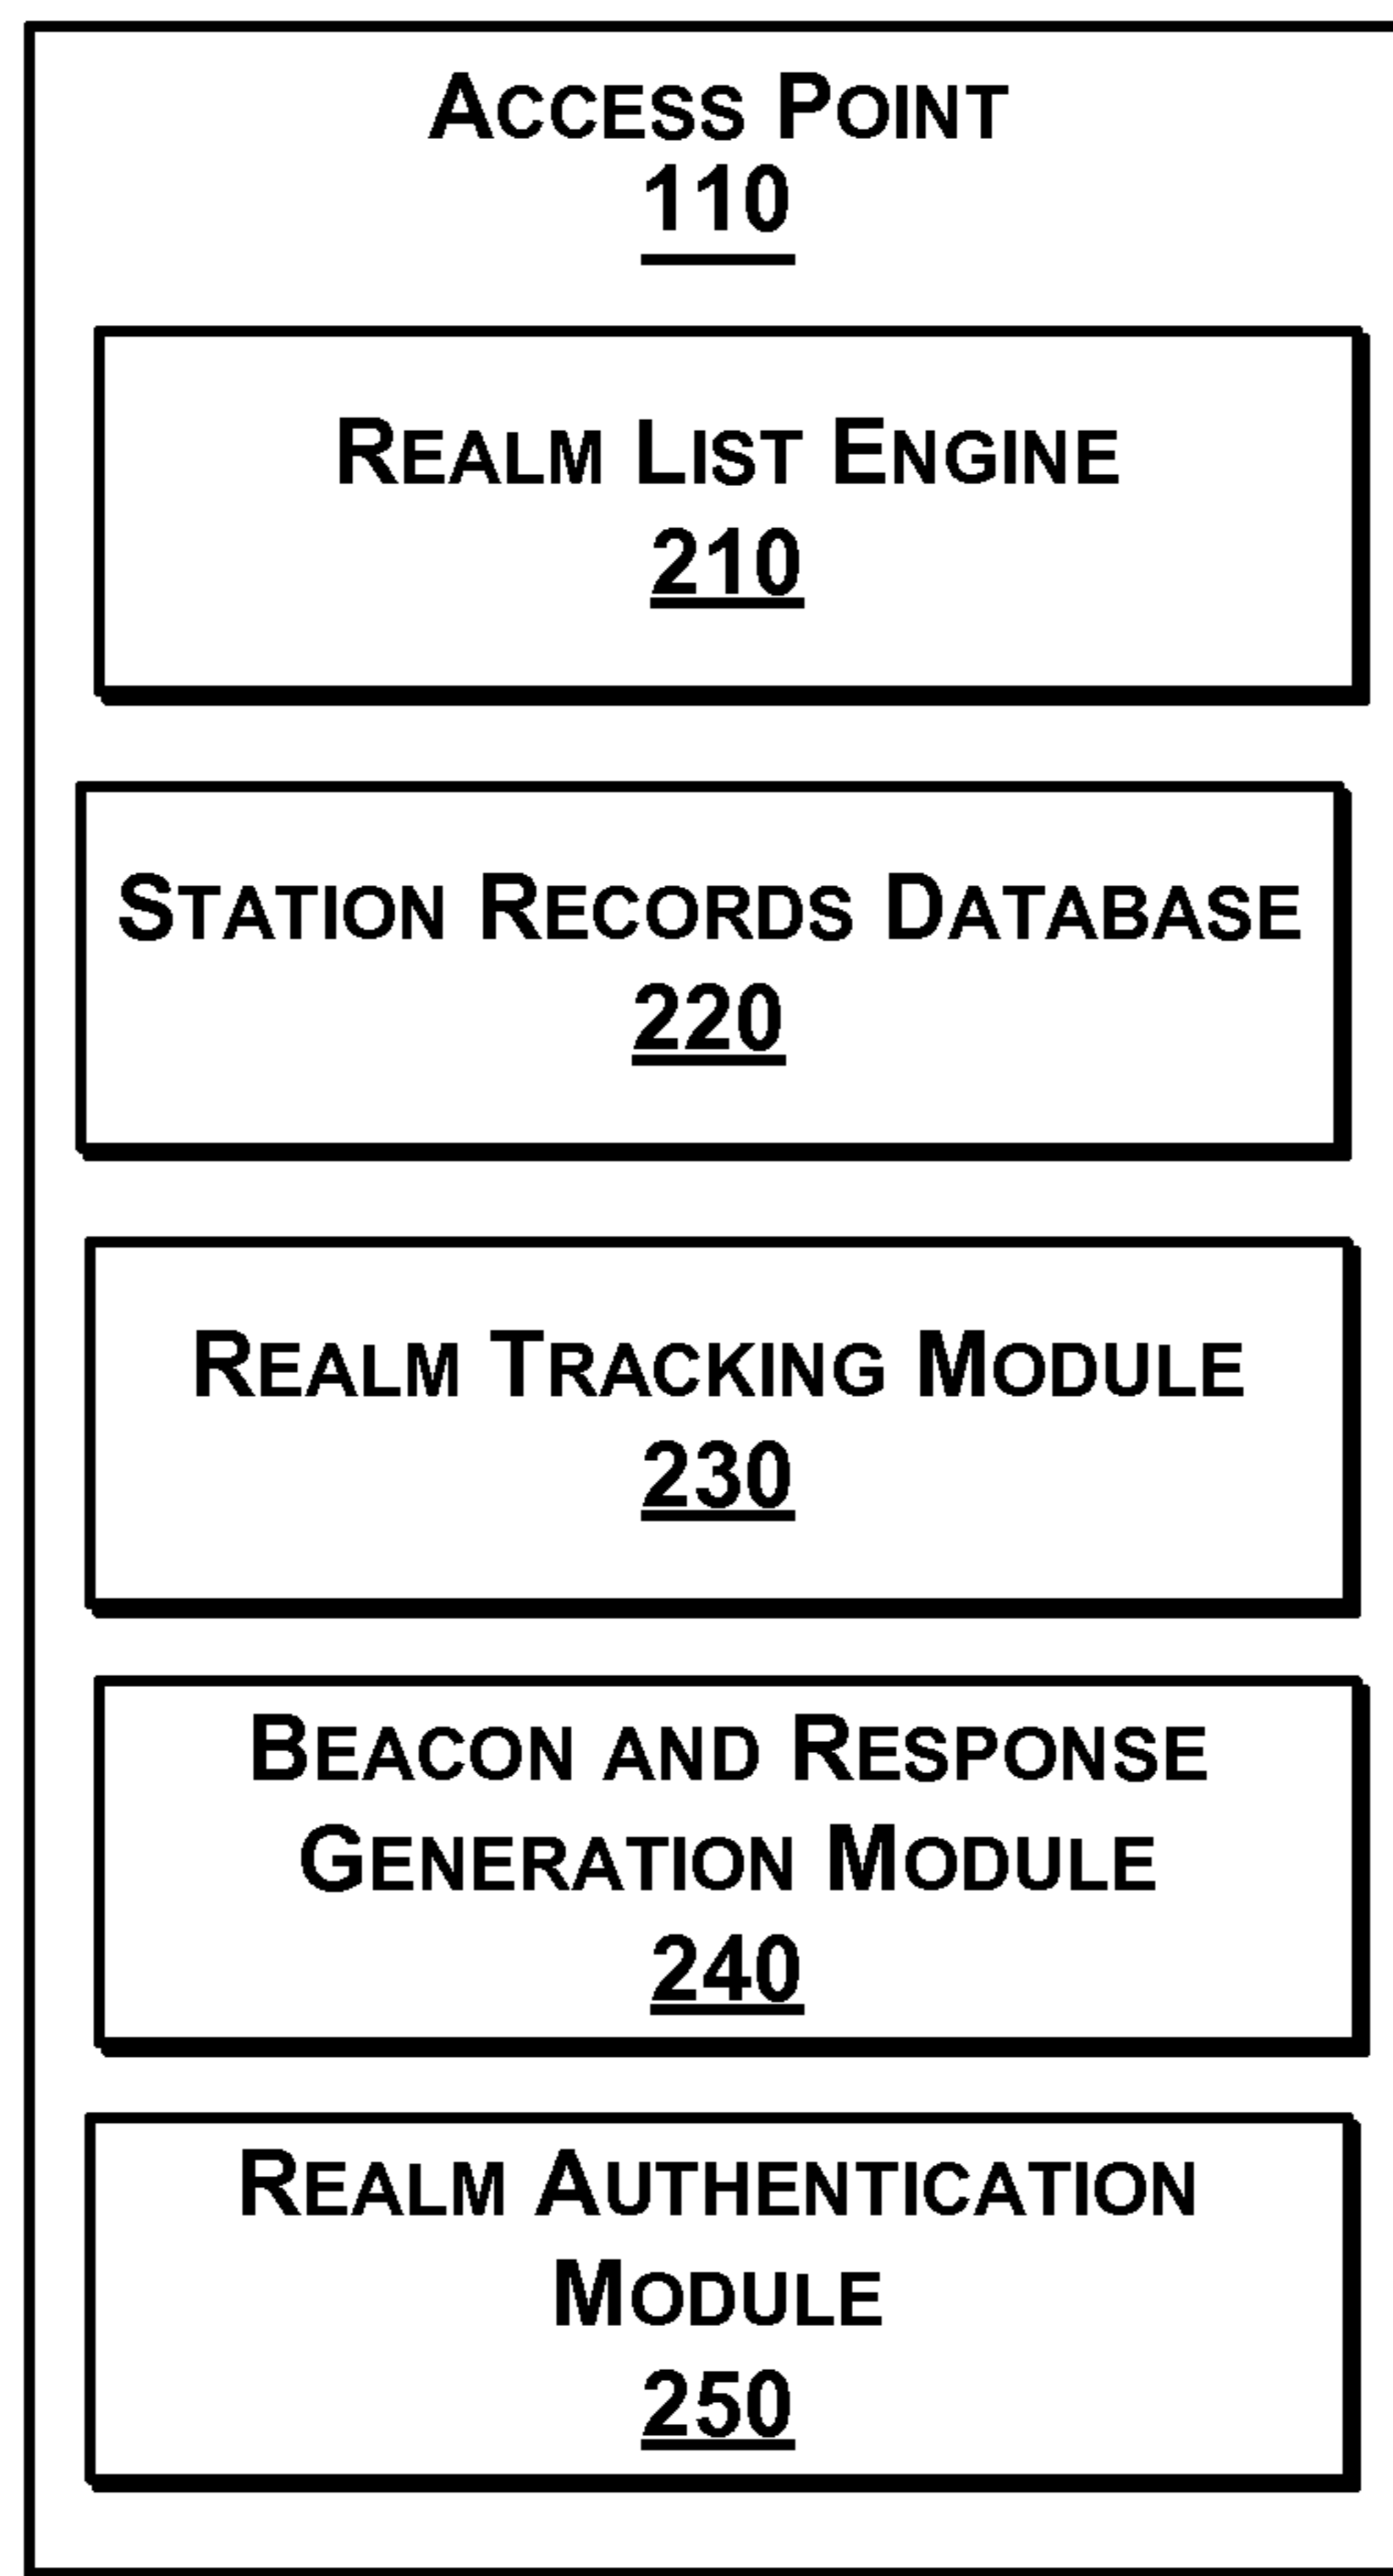 ACCESS POINT
110
REALM LIST ENGINE
210
STATION RECORDS DATABASE
220
REALM TRACKING MODULE
230
BEACON AND RESPONSE
GENERATION MODULE
240
REALM AUTHENTICATION
MODULE
250